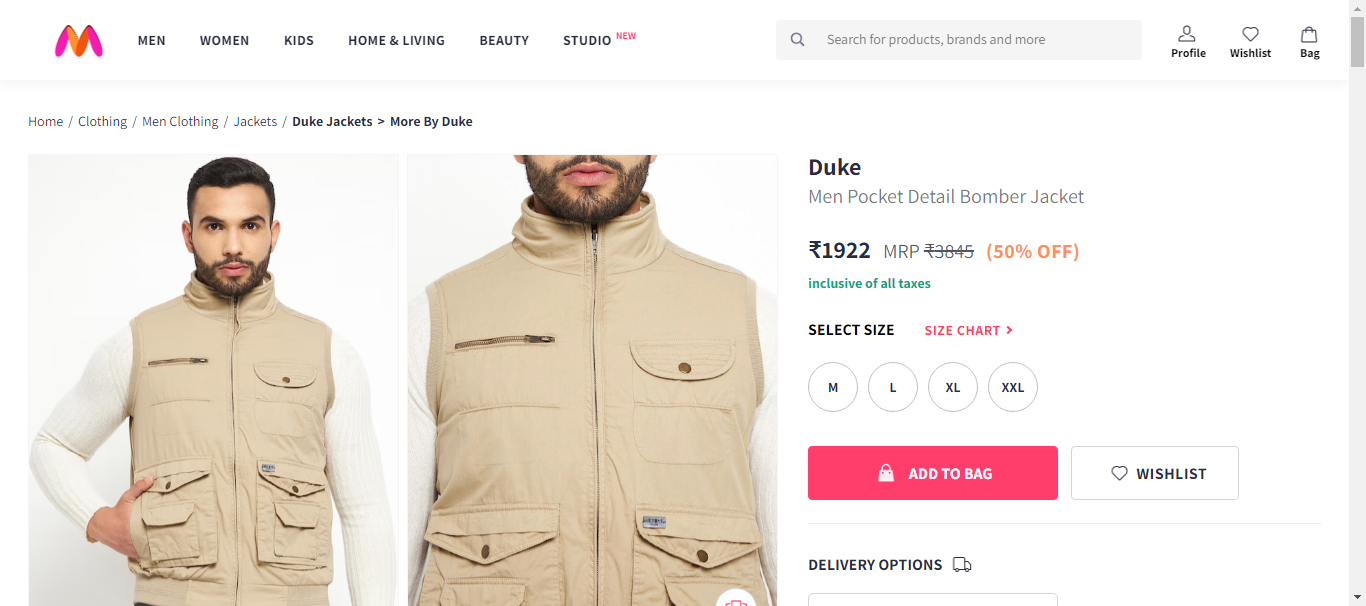 MEN WOMEN KIDS HOME & LIVING BEAUTY STUDIO NEW Search for products, brands and more Profile Wishlist Bag
Home / Clothing / Men Clothing / Jackets / Duke Jackets > More By Duke
Duke
Men Pocket Detail Bomber Jacket
₹1922 MRP ₹3845 (50% OFF)
inclusive of all taxes
SELECT SIZE SIZE CHART >
M L XL XXL
ADD TO BAG WISHLIST
DELIVERY OPTIONS